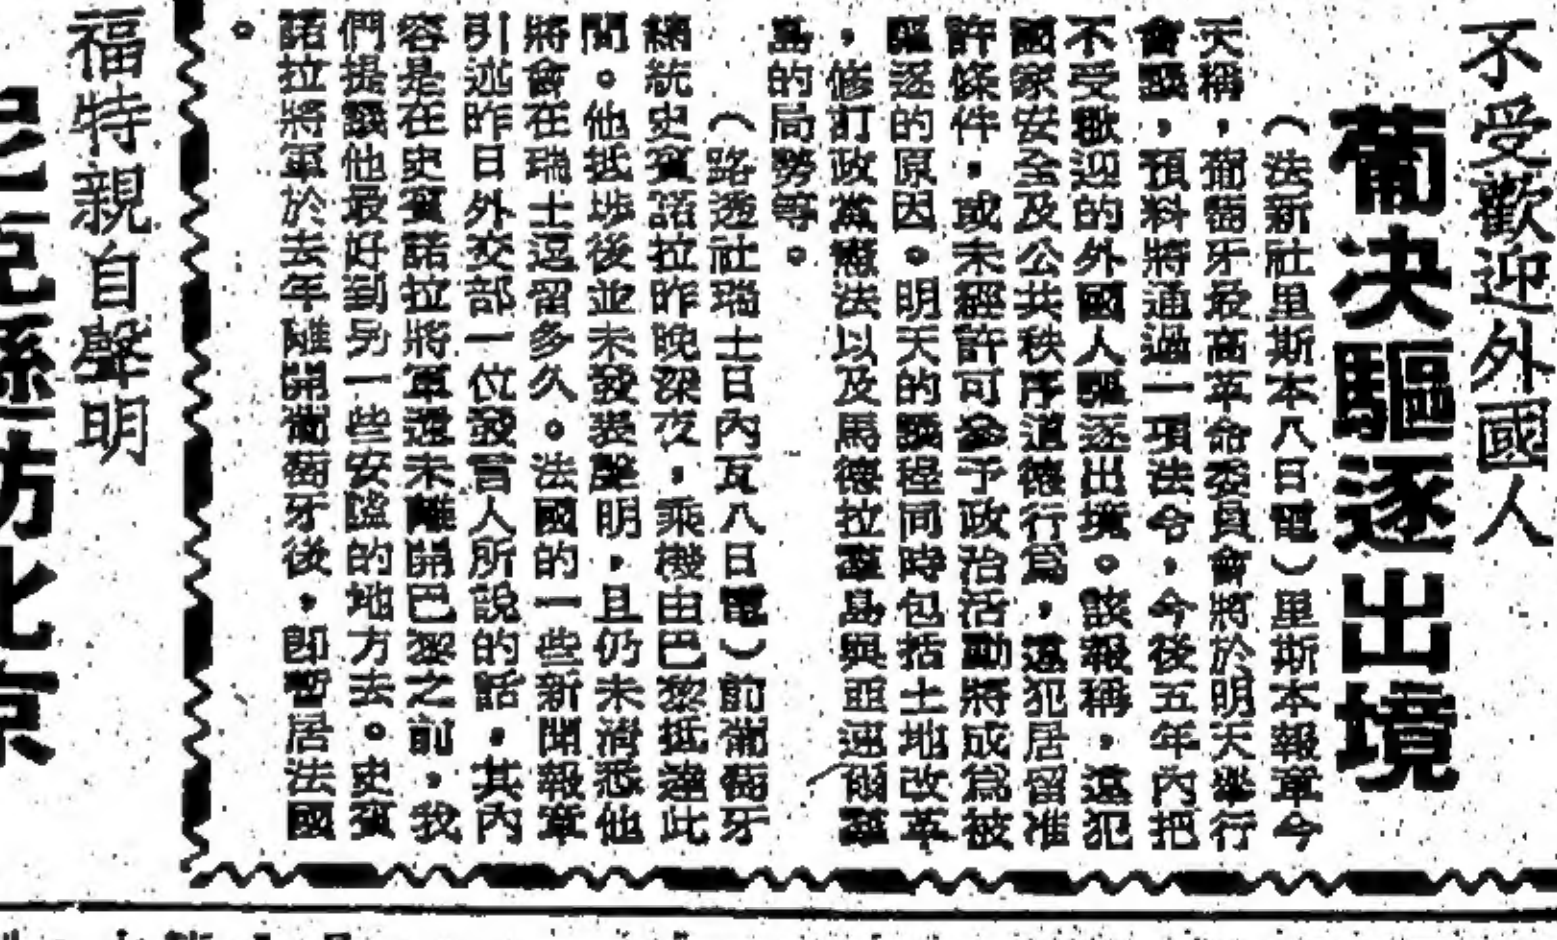 不受歡迎外國人
葡決驅逐出境
（法新社里斯本八日電）里斯本報章今
天稱，葡萄牙最高革命委員會將於明天舉行
會議，預料將通過一項法令，今後五年內把
不受歡迎的外國人驅逐出境。該報稱，違犯
國家安全及公共秩序道德行爲，違犯居留准
許條件，或未經許可參予政治活動將成爲被
驅逐的原因。明天的議程同時包括土地改革
，修訂政黨憲法以及馬德拉羣島與亞速爾羣
島的局勢等。
（路透社瑞士日內瓦八日電）前葡萄牙
總統史賓諾拉昨晚深夜，乘機由巴黎抵達此
間。他抵埗後並未發表聲明，且仍未清悉他
將會在瑞士逗留多久。法國的一些新聞報章
引述昨日外交部一位發言人所說的話，其內
容是在史賓諾拉將軍還未離開巴黎之前，我
們提議他最好到另一些安謐的地方去。史賓
諾拉將軍於去年離開葡萄牙後，卽暫居法國
。
福特親自聲明
訪北京